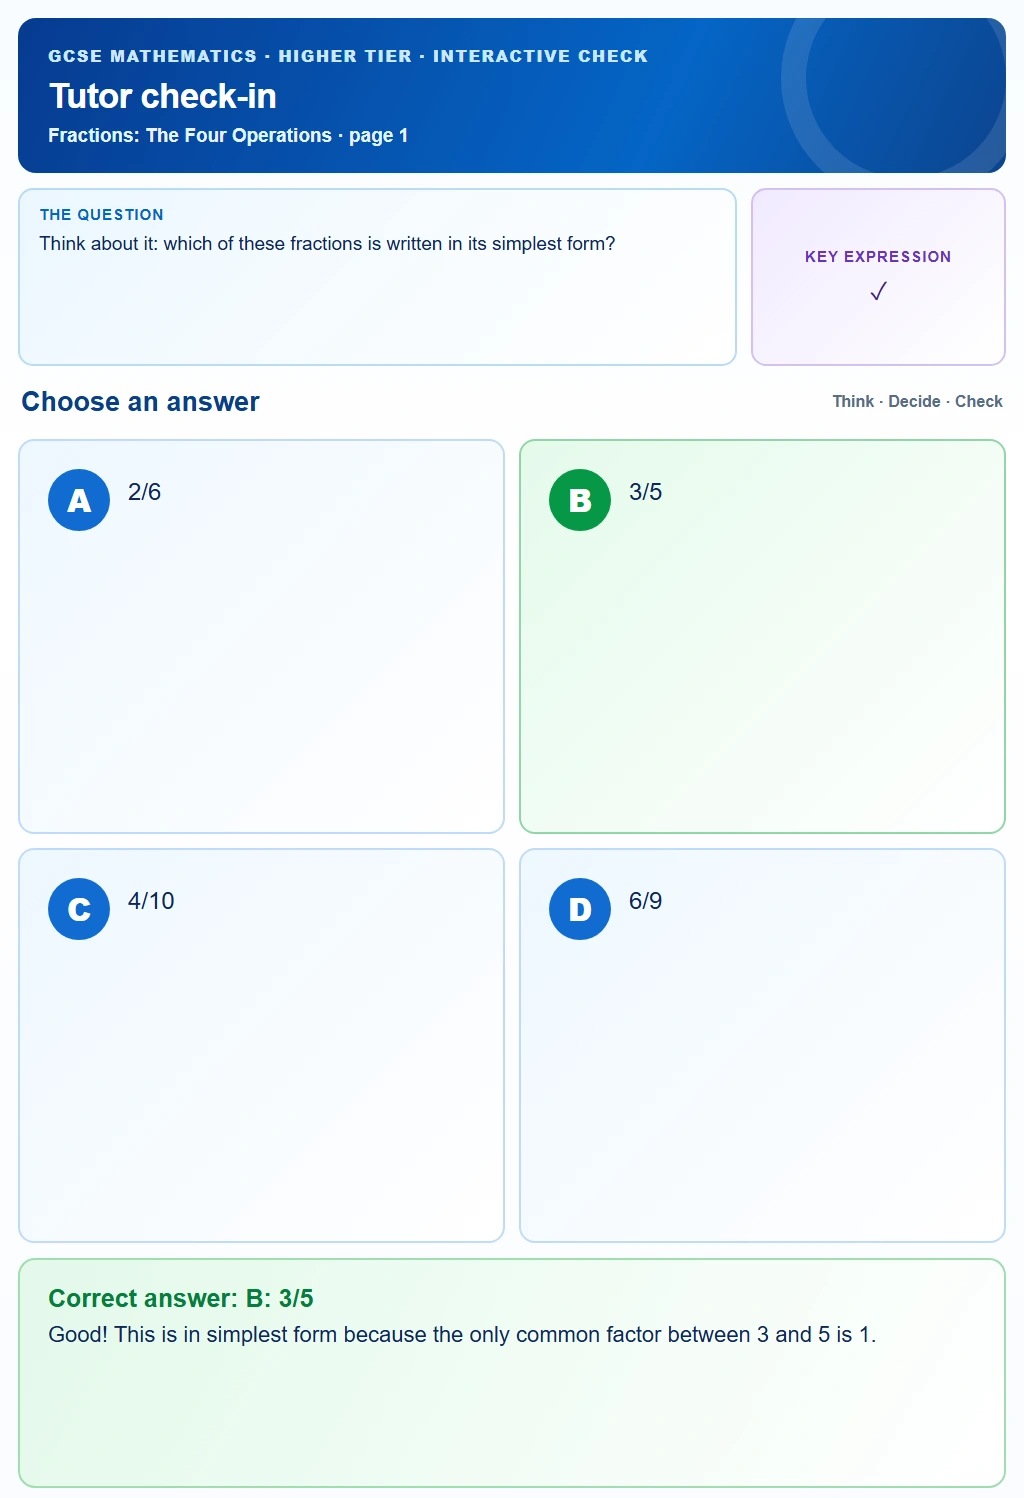 GCSE MATHEMATICS · HIGHER TIER · INTERACTIVE CHECK
Tutor check-in
Fractions: The Four Operations · page 1
THE QUESTION
Think about it: which of these fractions is written in its simplest form?
KEY EXPRESSION
✓
Choose an answer
Think · Decide · Check
A
2/6
B
3/5
C
4/10
D
6/9
Correct answer: B: 3/5
Good! This is in simplest form because the only common factor between 3 and 5 is 1.